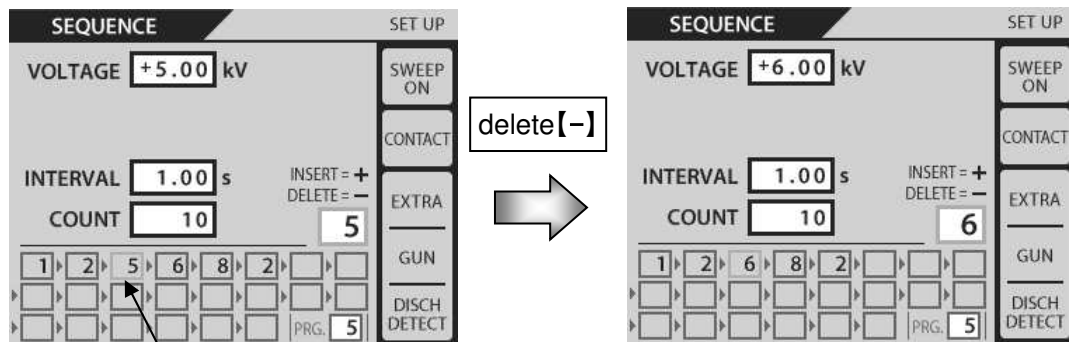 SEQUENCE SET UP
VOLTAGE +5.00 kV
SWEEP ON
CONTACT
INTERVAL 1.00 s
INSERT = +
DELETE = −
COUNT 10
5
EXTRA
1 2 5 6 8 2
GUN
DISCH DETECT
PRG. 5
delete【−】
SEQUENCE SET UP
VOLTAGE +6.00 kV
SWEEP ON
CONTACT
INTERVAL 1.00 s
INSERT = +
DELETE = −
COUNT 10
6
EXTRA
1 2 6 8 2
GUN
DISCH DETECT
PRG. 5